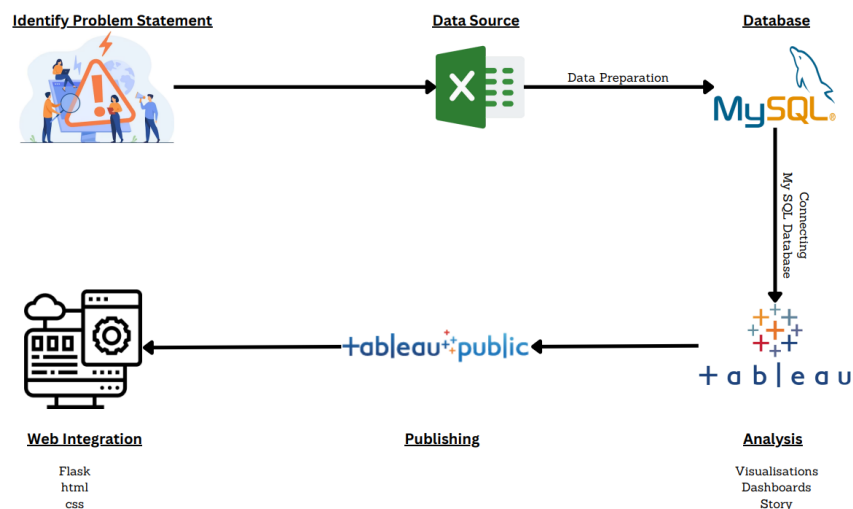 Identify Problem Statement
Data Source
Database
Data Preparation
MySQL®
Connecting
My SQL Database
tableau public
tableau
Web Integration
Publishing
Analysis
Flask
html
css
Visualisations
Dashboards
Story